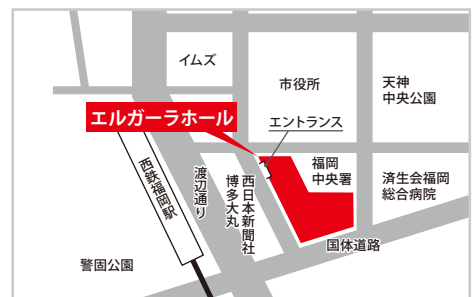 イムズ
市役所
天神
中央公園
エルガーラホール
エントランス
西鉄福岡駅
渡辺通り
西日本新聞社
博多大丸
福岡
中央署
済生会福岡
総合病院
国体道路
警固公園